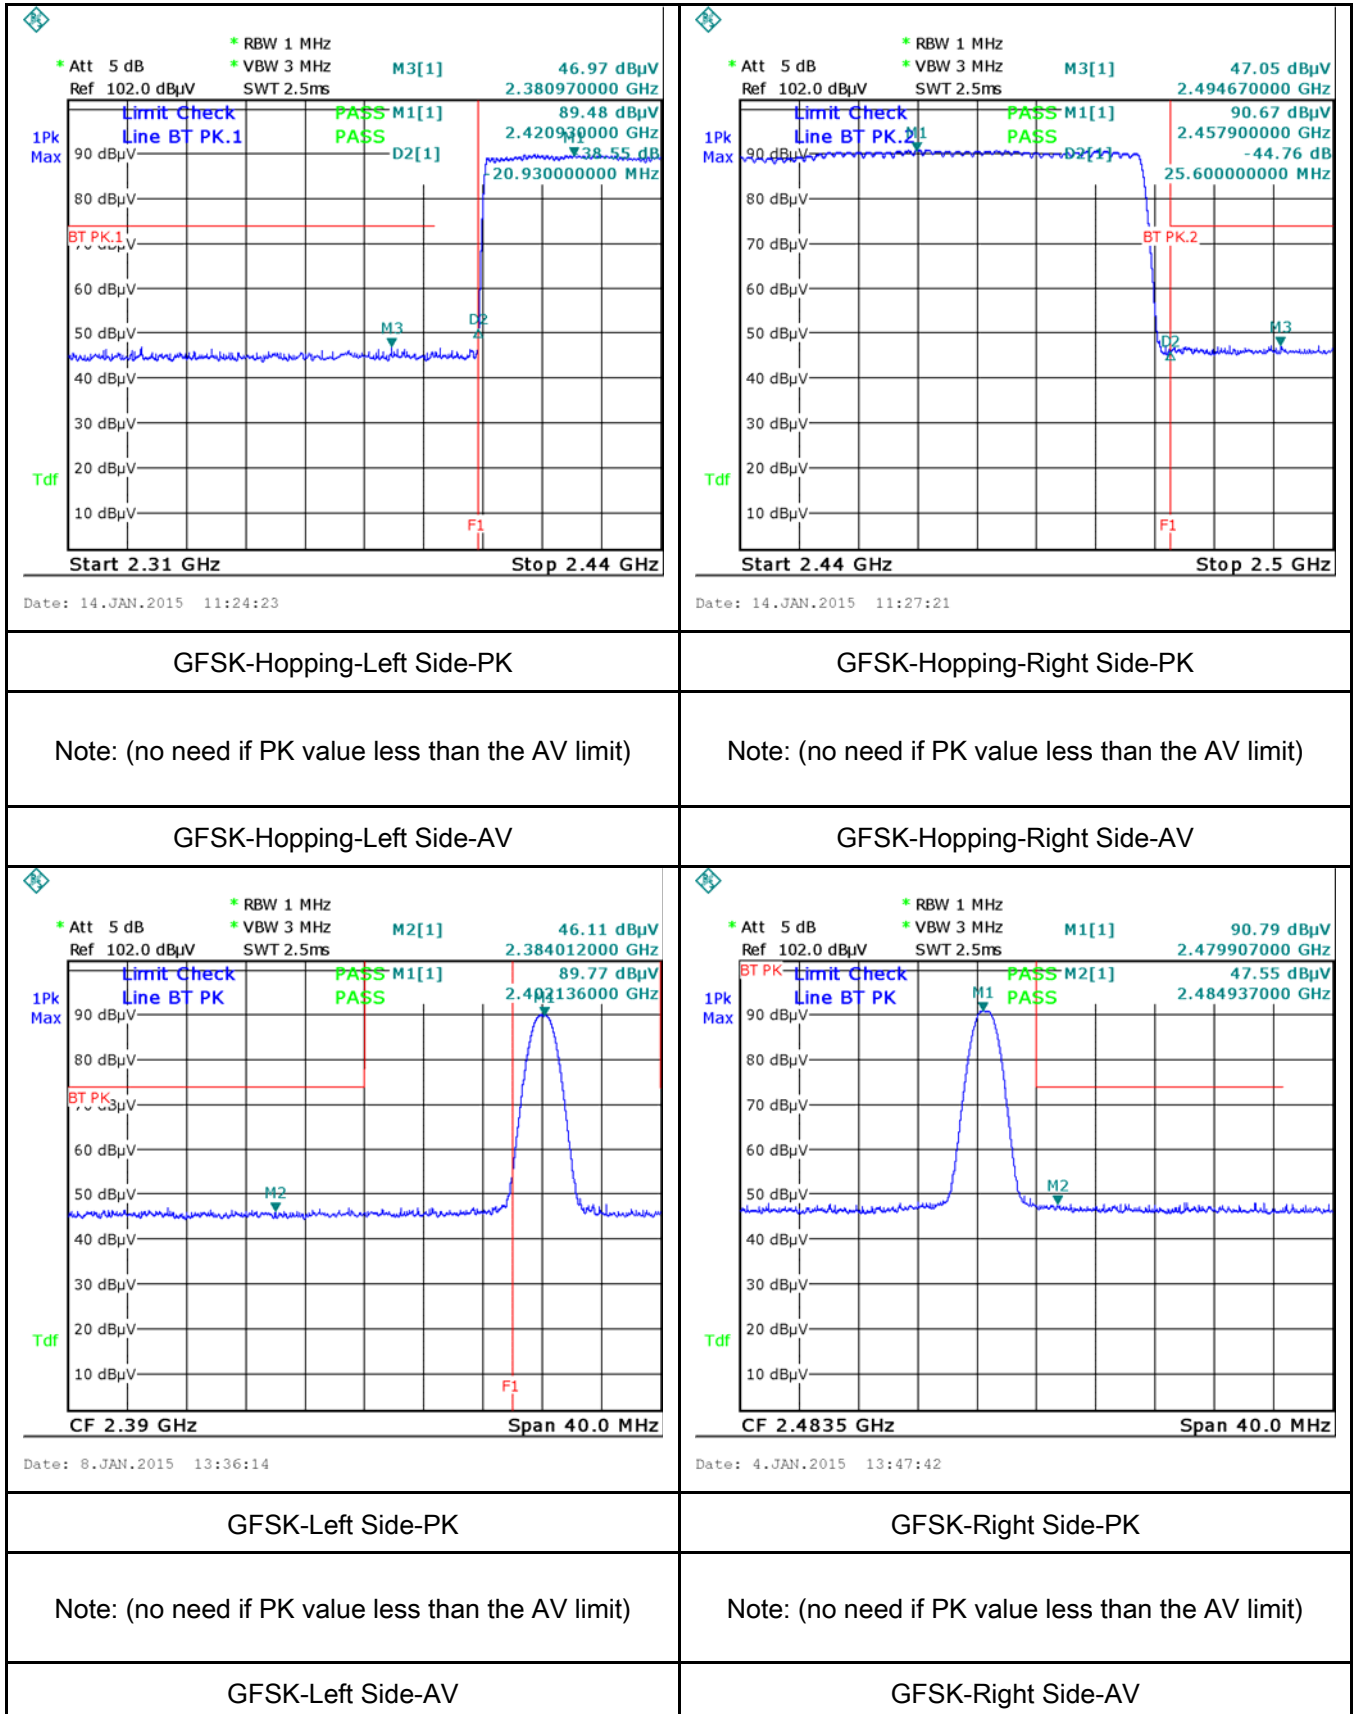 * RBW 1 MHz
* Att 5 dB * VBW 3 MHz M3[1] 46.97 dBµV
Ref 102.0 dBµV SWT 2.5ms 2.380970000 GHz
Limit Check PASS M1[1] 89.48 dBµV
1Pk Line BT PK.1 PASS 2.420930000 GHz
Max 90 dBµV D2[1] M1 -38.55 dB
-20.930000000 MHz
80 dBµV
BT PK.1
70 dBµV
60 dBµV
50 dBµV M3 D2
40 dBµV
30 dBµV
20 dBµV
Tdf
10 dBµV
F1
Start 2.31 GHz Stop 2.44 GHz
Date: 14.JAN.2015 11:24:23
* RBW 1 MHz
* Att 5 dB * VBW 3 MHz M3[1] 47.05 dBµV
Ref 102.0 dBµV SWT 2.5ms 2.494670000 GHz
Limit Check PASS M1[1] 90.67 dBµV
1Pk Line BT PK.2 M1 PASS 2.457900000 GHz
Max 90 dBµV D2[1] -44.76 dB
25.600000000 MHz
80 dBµV
70 dBµV BT PK.2
60 dBµV
50 dBµV D2 M3
40 dBµV
30 dBµV
20 dBµV
Tdf
10 dBµV
F1
Start 2.44 GHz Stop 2.5 GHz
Date: 14.JAN.2015 11:27:21
GFSK-Hopping-Left Side-PK
GFSK-Hopping-Right Side-PK
Note: (no need if PK value less than the AV limit)
Note: (no need if PK value less than the AV limit)
GFSK-Hopping-Left Side-AV
GFSK-Hopping-Right Side-AV
* RBW 1 MHz
* Att 5 dB * VBW 3 MHz M2[1] 46.11 dBµV
Ref 102.0 dBµV SWT 2.5ms 2.384012000 GHz
Limit Check PASS M1[1] 89.77 dBµV
1Pk Line BT PK PASS 2.402136000 GHz
Max 90 dBµV M1
80 dBµV
BT PK
70 dBµV
60 dBµV
50 dBµV M2
40 dBµV
30 dBµV
20 dBµV
Tdf
10 dBµV
F1
CF 2.39 GHz Span 40.0 MHz
Date: 8.JAN.2015 13:36:14
* RBW 1 MHz
* Att 5 dB * VBW 3 MHz M1[1] 90.79 dBµV
Ref 102.0 dBµV SWT 2.5ms 2.479907000 GHz
BT PK Limit Check PASS M2[1] 47.55 dBµV
1Pk Line BT PK M1 PASS 2.484937000 GHz
Max 90 dBµV
80 dBµV
70 dBµV
60 dBµV
50 dBµV M2
40 dBµV
30 dBµV
20 dBµV
Tdf
10 dBµV
CF 2.4835 GHz Span 40.0 MHz
Date: 4.JAN.2015 13:47:42
GFSK-Left Side-PK
GFSK-Right Side-PK
Note: (no need if PK value less than the AV limit)
Note: (no need if PK value less than the AV limit)
GFSK-Left Side-AV
GFSK-Right Side-AV